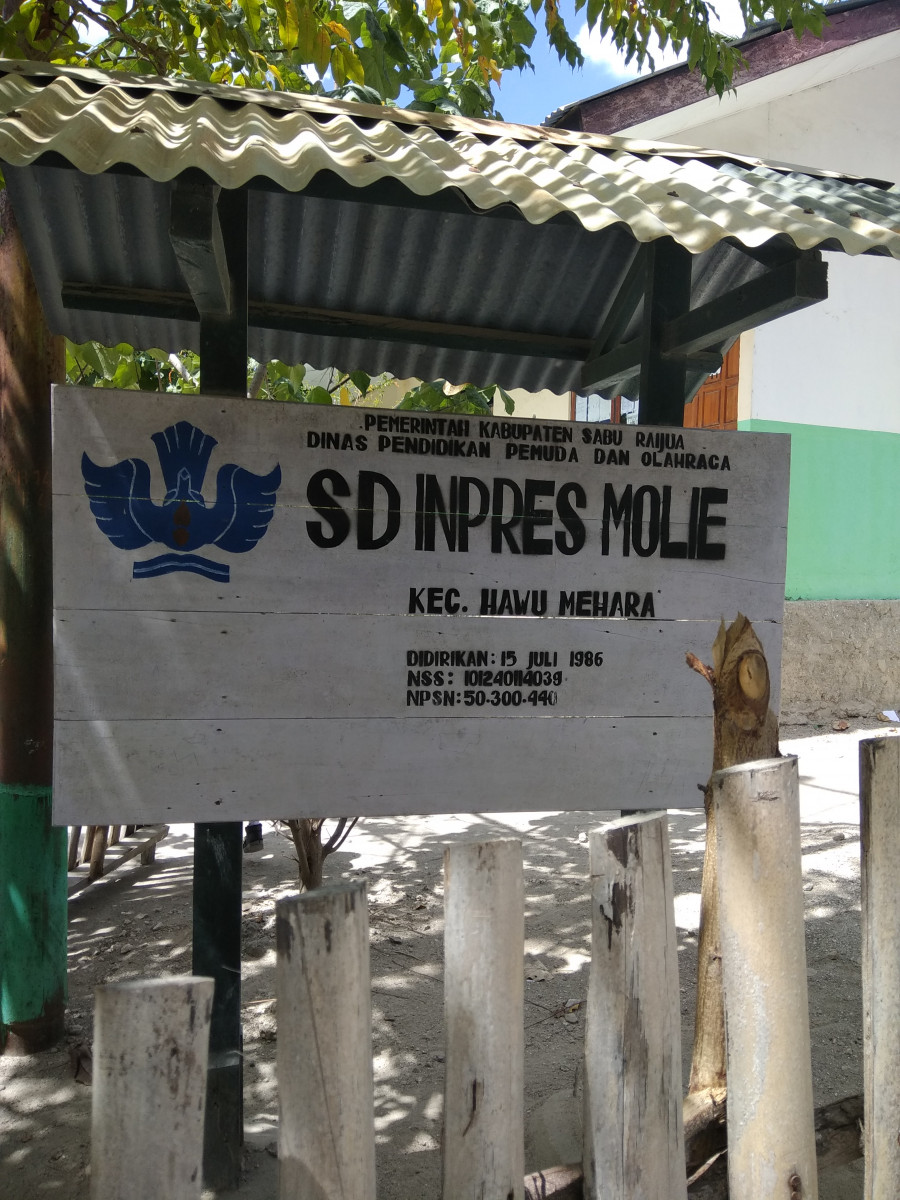 PEMERINTAH KABUPATEN SABU RAIJUA
DINAS PENDIDIKAN PEMUDA DAN OLAHRACA
SD INPRES MOLIE
KEC. HAWU MEHARA
DIDIRIKAN: 15 JULI 1986
NSS: 101240114039
NPSN: 50.300.440